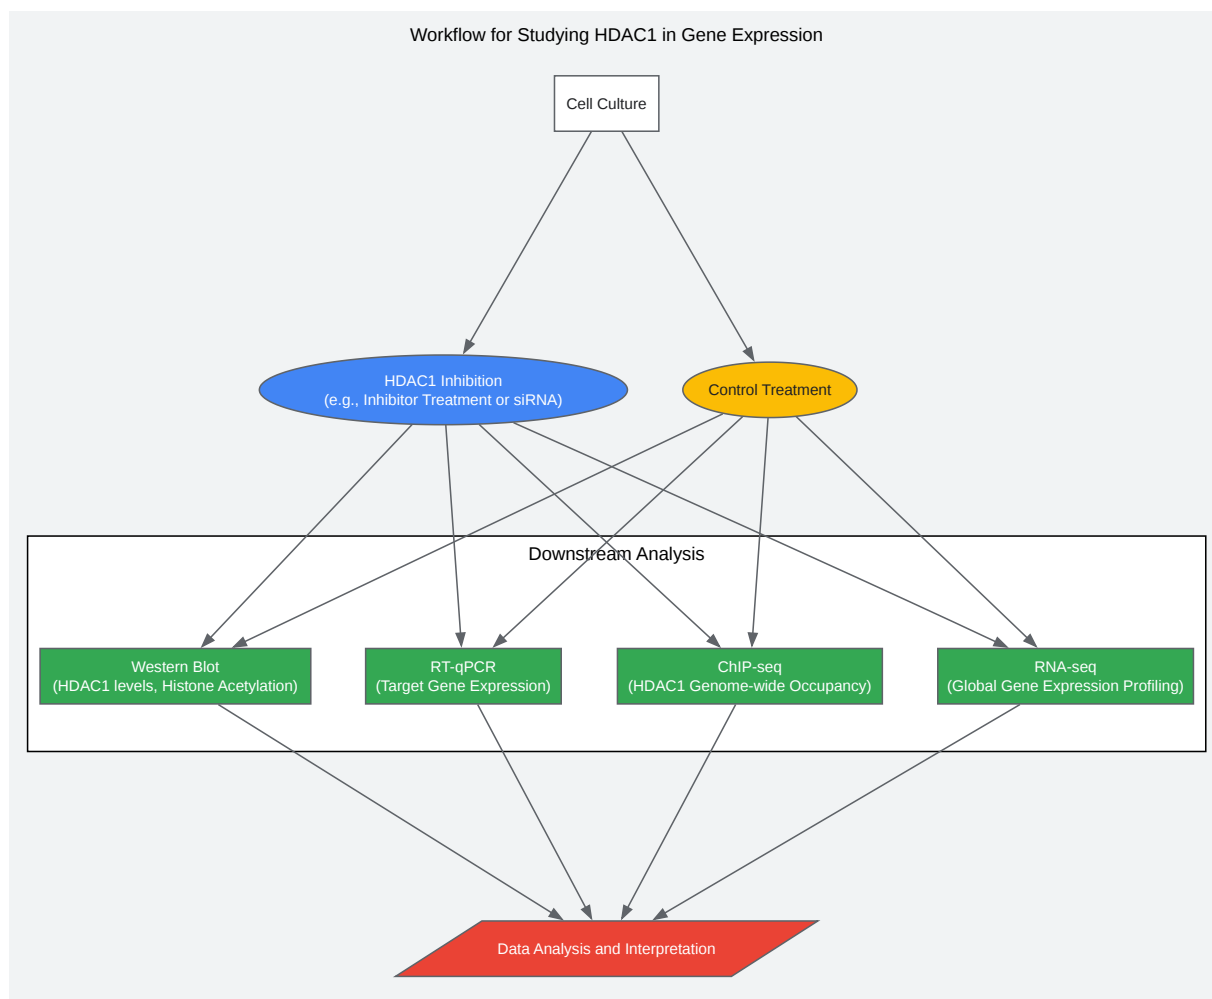 Workflow for Studying HDAC1 in Gene Expression
Cell Culture
HDAC1 Inhibition
(e.g., Inhibitor Treatment or siRNA)
Control Treatment
Downstream Analysis
Western Blot
(HDAC1 levels, Histone Acetylation)
RT-qPCR
(Target Gene Expression)
ChIP-seq
(HDAC1 Genome-wide Occupancy)
RNA-seq
(Global Gene Expression Profiling)
Data Analysis and Interpretation